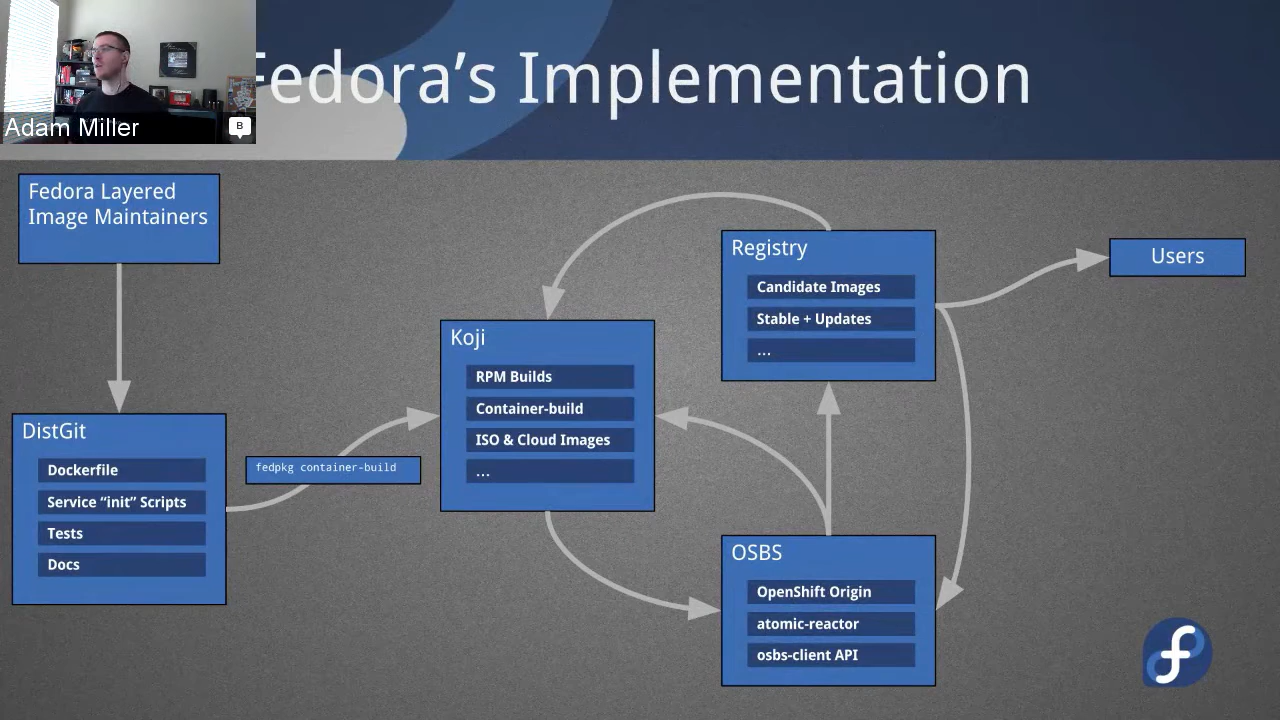 Fedora's Implementation
Adam Miller
B
Fedora Layered
Image Maintainers
DistGit
Dockerfile
Service “init” Scripts
Tests
Docs
fedpkg container-build
Koji
RPM Builds
Container-build
ISO & Cloud Images
...
Registry
Candidate Images
Stable + Updates
...
Users
OSBS
OpenShift Origin
atomic-reactor
osbs-client API